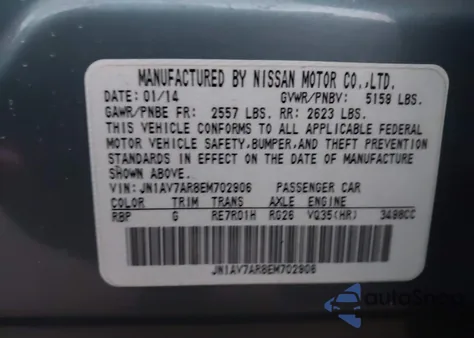 MANUFACTURED BY NISSAN MOTOR CO.,LTD.
DATE: 01/14 GVWR/PNBV: 5159 LBS.
GAWR/PNBE FR: 2557 LBS. RR: 2623 LBS.
THIS VEHICLE CONFORMS TO ALL APPLICABLE FEDERAL
MOTOR VEHICLE SAFETY,BUMPER,AND THEFT PREVENTION
STANDARDS IN EFFECT ON THE DATE OF MANUFACTURE
SHOWN ABOVE.
VIN: JN1AV7AR8EM702906 PASSENGER CAR
COLOR TRIM TRANS AXLE ENGINE
RBP G RE7R01H RG26 VQ35(HR) 3498CC
JN1AV7AR8EM702906